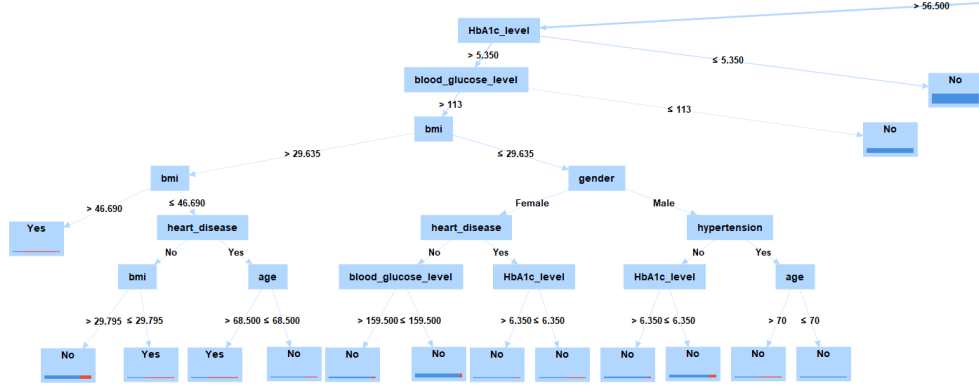 > 56.500
HbA1c_level
> 5.350
≤ 5.350
blood_glucose_level
No
> 113
≤ 113
bmi
No
> 29.635
≤ 29.635
bmi
gender
> 46.690
≤ 46.690
Female
Male
Yes
heart_disease
heart_disease
hypertension
No
Yes
No
Yes
No
Yes
bmi
age
blood_glucose_level
HbA1c_level
HbA1c_level
age
> 29.795 ≤ 29.795
> 68.500 ≤ 68.500
> 159.500 ≤ 159.500
> 6.350 ≤ 6.350
> 6.350 ≤ 6.350
> 70
≤ 70
No
Yes
Yes
No
No
No
No
No
No
No
No
No